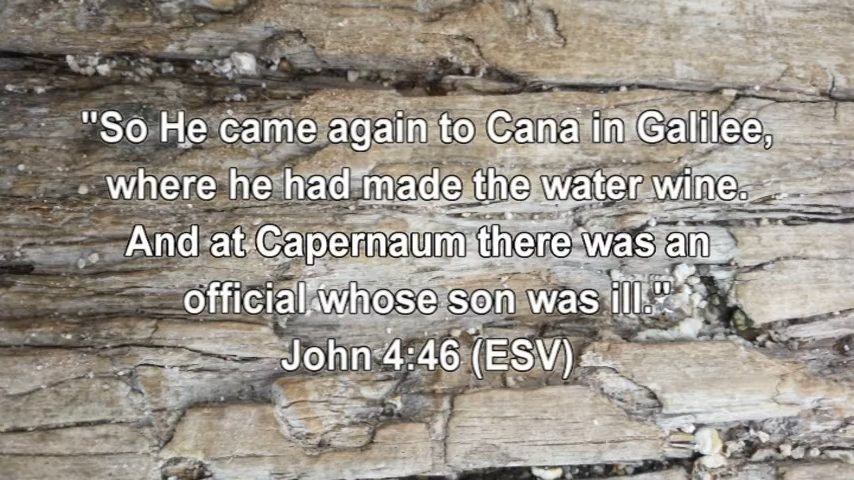 "So He came again to Cana in Galilee,
where he had made the water wine.
And at Capernaum there was an
official whose son was ill."
John 4:46 (ESV)